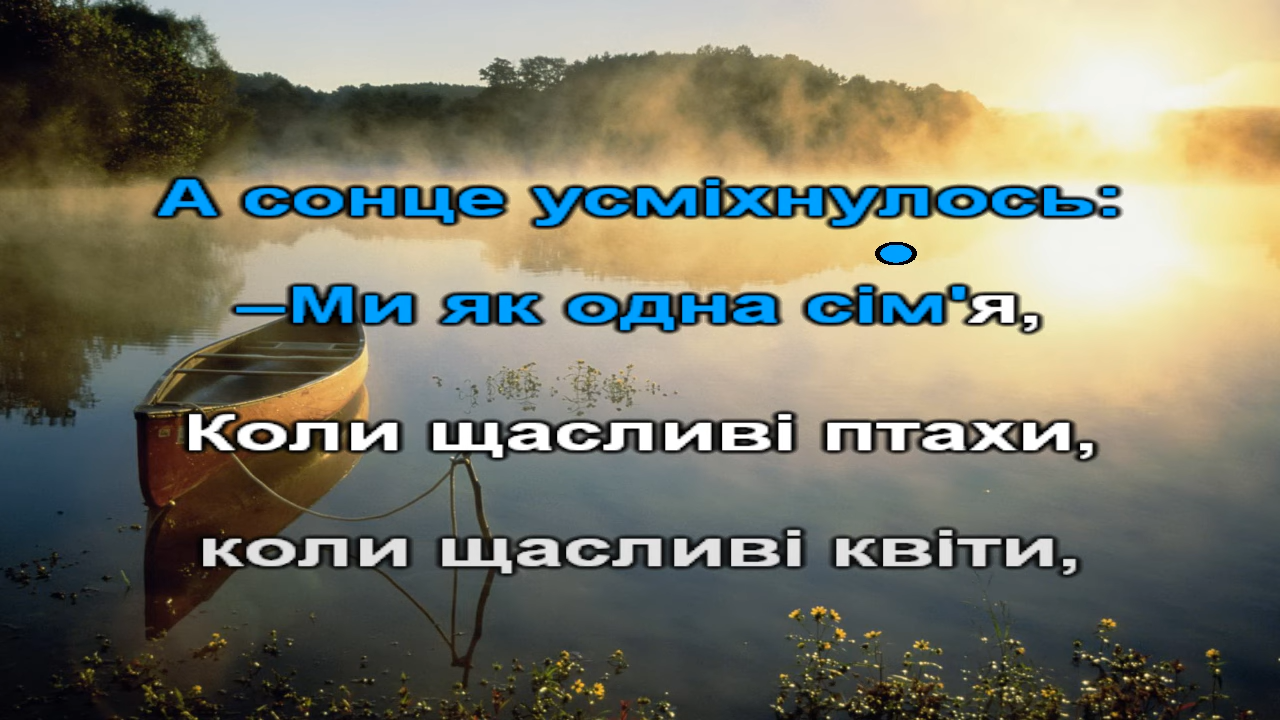 А сонце усміхнулось:
–Ми як одна сім'я,
Коли щасливі птахи,
коли щасливі квіти,